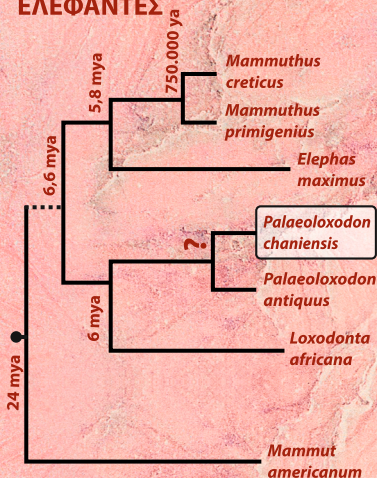 ΕΛΕΦΑΝΤΕΣ
750.000 ya
Mammuthus
creticus
5,8 mya
Mammuthus
primigenius
6,6 mya
Elephas
maximus
?
Palaeoloxodon
chaniensis
Palaeoloxodon
antiquus
6 mya
Loxodonta
africana
24 mya
Mammut
americanum